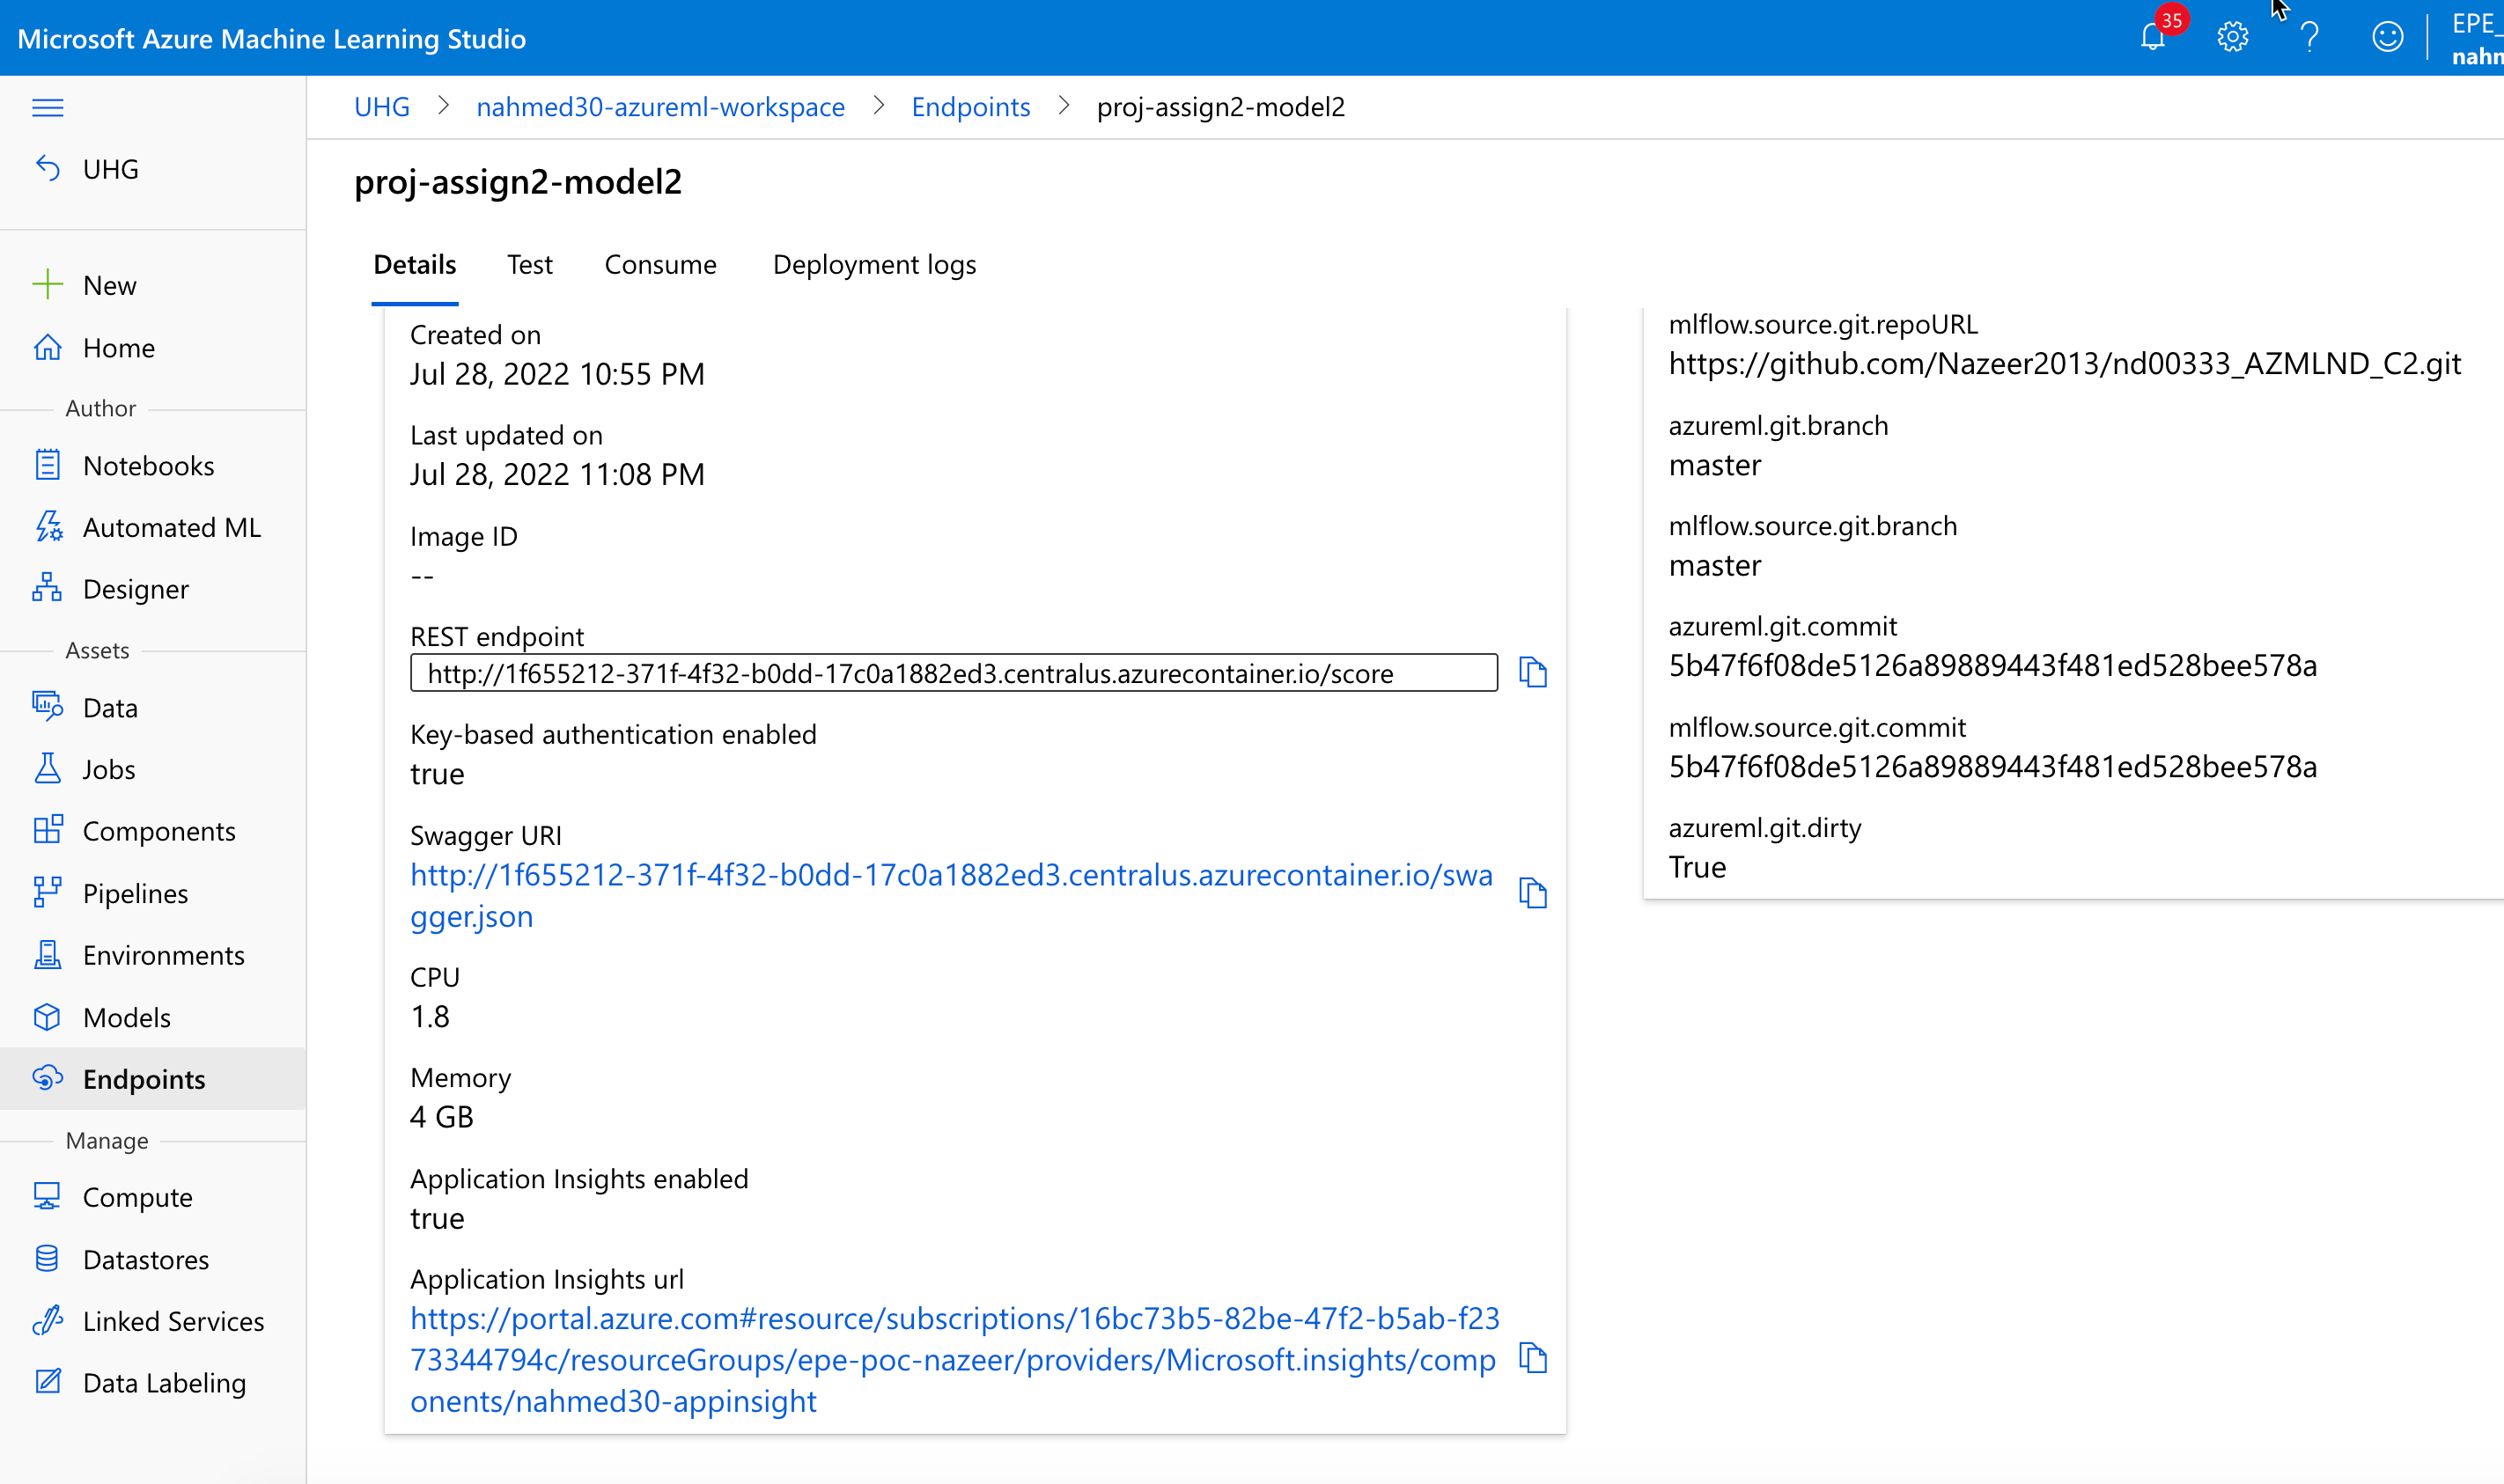 Microsoft Azure Machine Learning Studio
35
EPE_
nahm
UHG
New
Home
Author
Notebooks
Automated ML
Designer
Assets
Data
Jobs
Components
Pipelines
Environments
Models
Endpoints
Manage
Compute
Datastores
Linked Services
Data Labeling
UHG > nahmed30-azureml-workspace > Endpoints > proj-assign2-model2
proj-assign2-model2
Details Test Consume Deployment logs
Created on
Jul 28, 2022 10:55 PM
Last updated on
Jul 28, 2022 11:08 PM
Image ID
--
REST endpoint
http://1f655212-371f-4f32-b0dd-17c0a1882ed3.centralus.azurecontainer.io/score
Key-based authentication enabled
true
Swagger URI
http://1f655212-371f-4f32-b0dd-17c0a1882ed3.centralus.azurecontainer.io/swa
gger.json
CPU
1.8
Memory
4 GB
Application Insights enabled
true
Application Insights url
https://portal.azure.com#resource/subscriptions/16bc73b5-82be-47f2-b5ab-f23
73344794c/resourceGroups/epe-poc-nazeer/providers/Microsoft.insights/comp
onents/nahmed30-appinsight
mlflow.source.git.repoURL
https://github.com/Nazeer2013/nd00333_AZMLND_C2.git
azureml.git.branch
master
mlflow.source.git.branch
master
azureml.git.commit
5b47f6f08de5126a89889443f481ed528bee578a
mlflow.source.git.commit
5b47f6f08de5126a89889443f481ed528bee578a
azureml.git.dirty
True